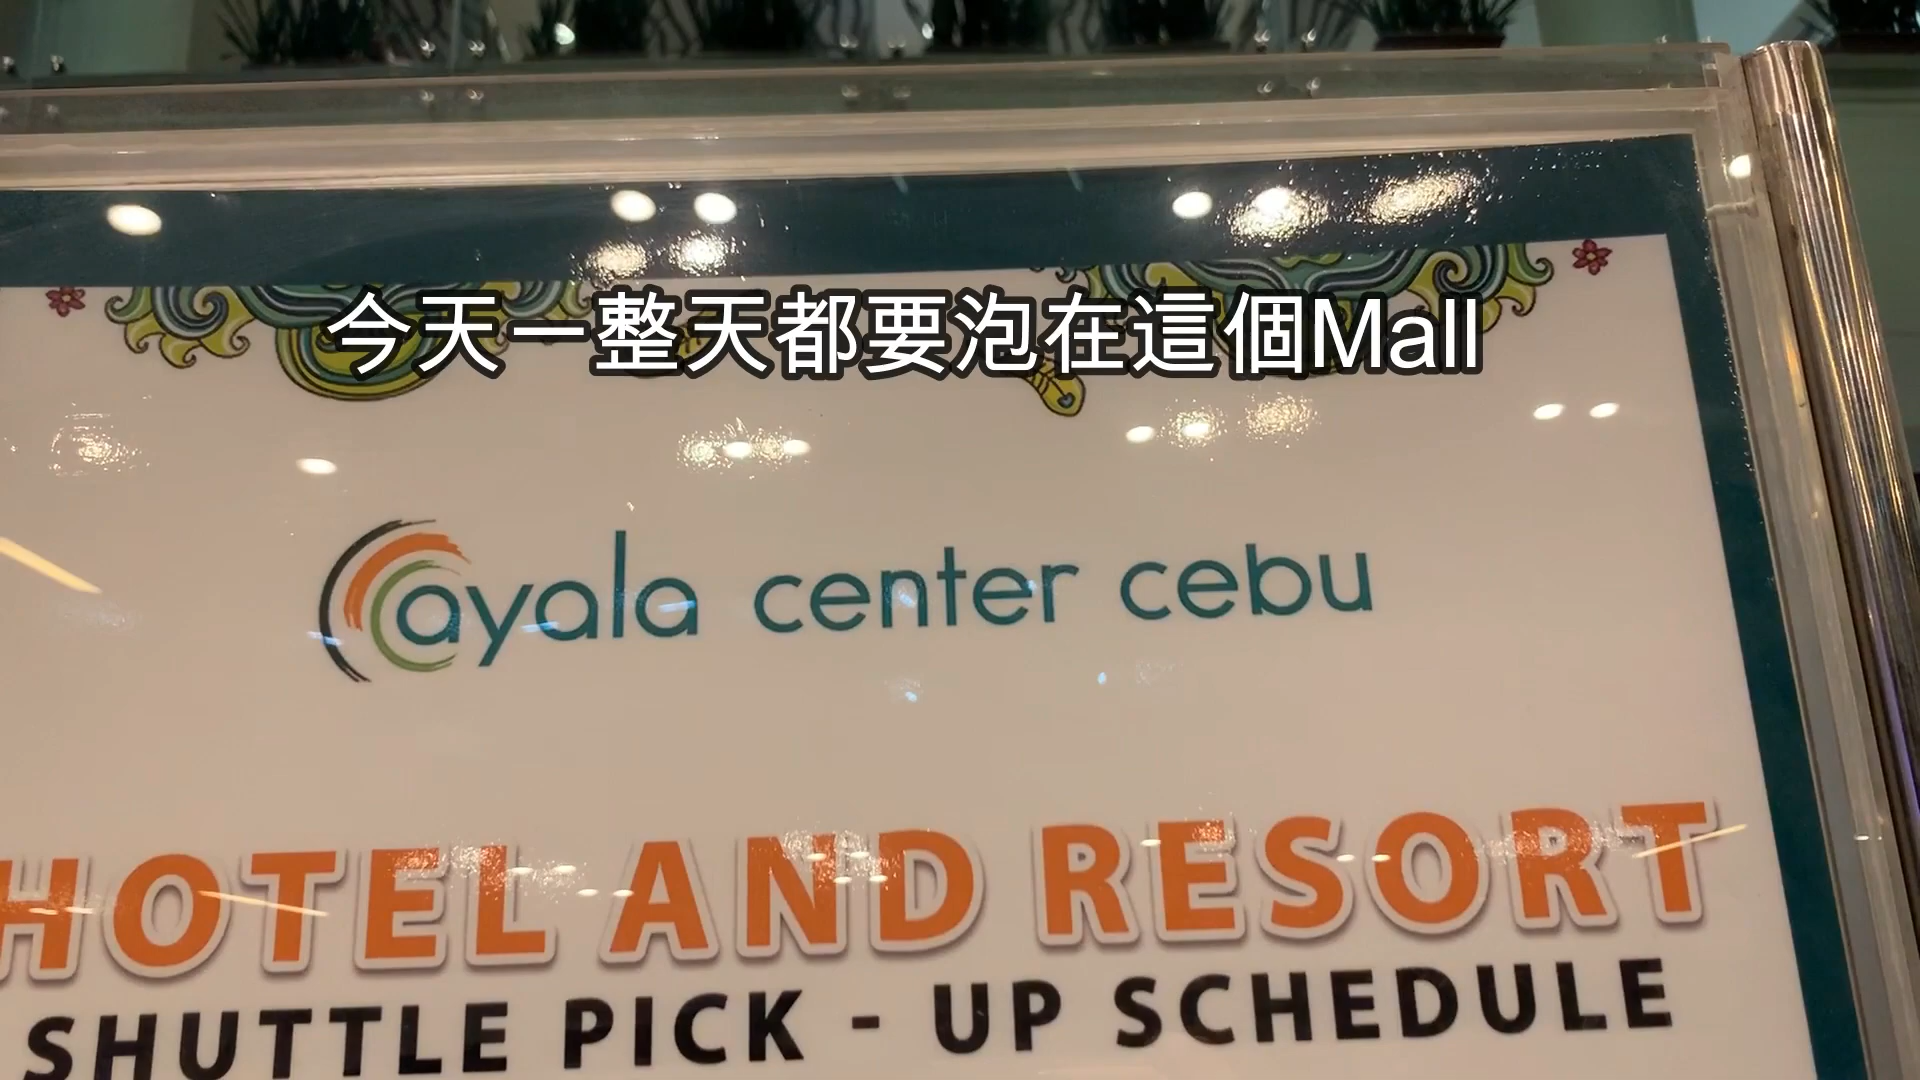 今天一整天都要泡在這個Mall
ayala center cebu
HOTEL AND RESORT
SHUTTLE PICK - UP SCHEDULE